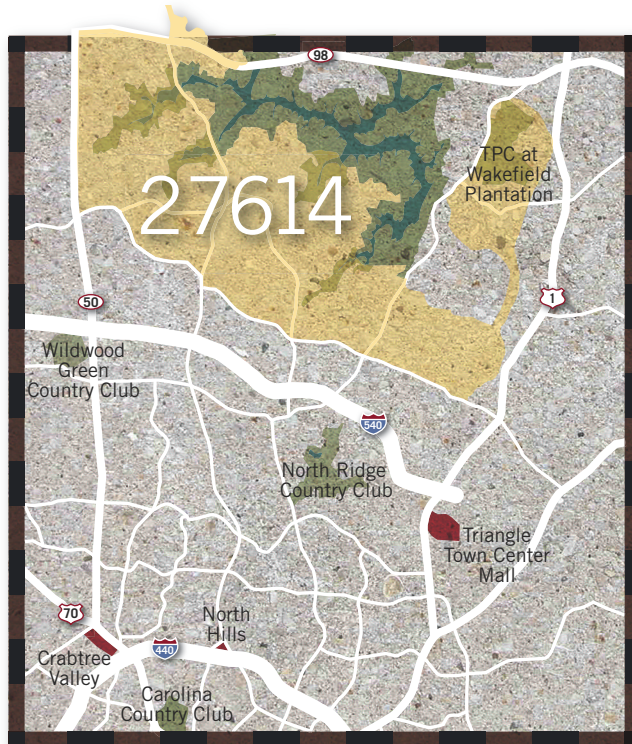 98
TPC at
Wakefield
Plantation
27614
50
1
Wildwood
Green
Country Club
540
North Ridge
Country Club
Triangle
Town Center
Mall
70
North
Hills
440
Crabtree
Valley
Carolina
Country Club